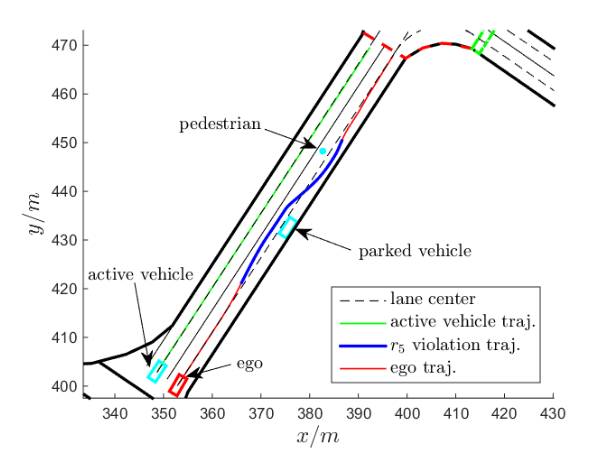 470
460
450
440
430
420
410
400
y/m
340
350
360
370
380
390
400
410
420
430
x/m
pedestrian
parked vehicle
active vehicle
ego
lane center
active vehicle traj.
r₅ violation traj.
ego traj.